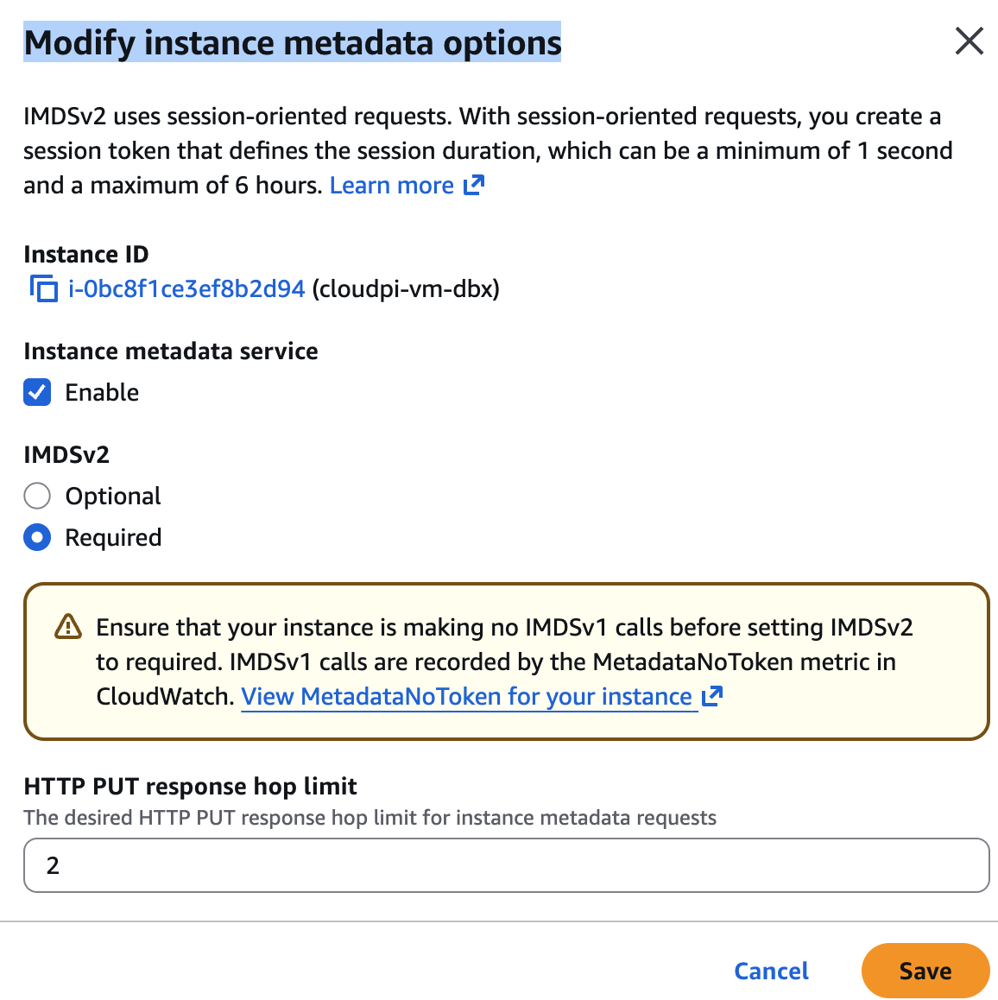 Modify instance metadata options
IMDSv2 uses session-oriented requests. With session-oriented requests, you create a
session token that defines the session duration, which can be a minimum of 1 second
and a maximum of 6 hours. Learn more
Instance ID
i-0bc8f1ce3ef8b2d94 (cloudpi-vm-dbx)
Instance metadata service
Enable
IMDSv2
Optional
Required
Ensure that your instance is making no IMDSv1 calls before setting IMDSv2
to required. IMDSv1 calls are recorded by the MetadataNoToken metric in
CloudWatch. View MetadataNoToken for your instance
HTTP PUT response hop limit
The desired HTTP PUT response hop limit for instance metadata requests
2
Cancel Save